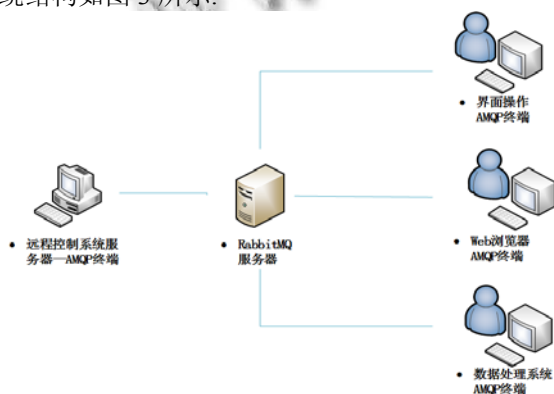 统结构如图 3 所示.
• 界面操作
AMQP终端
• 远程控制系统服
务器—AMQP终端
• RabbitMQ
服务器
• Web浏览器
AMQP终端
• 数据处理系统
AMQP终端